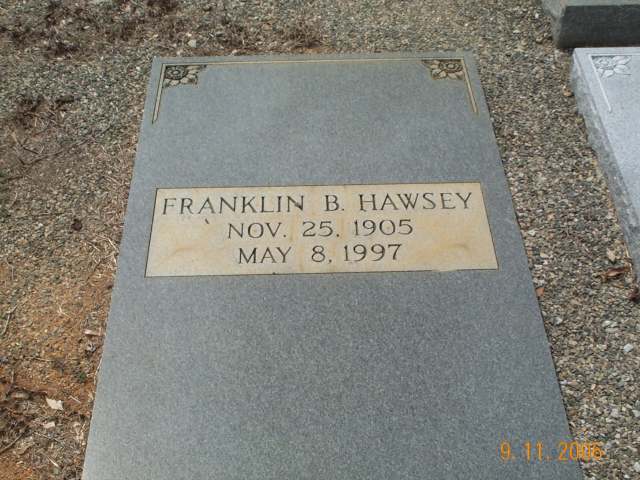 FRANKLIN B. HAWSEY
NOV. 25, 1905
MAY 8, 1997
9.11.2006